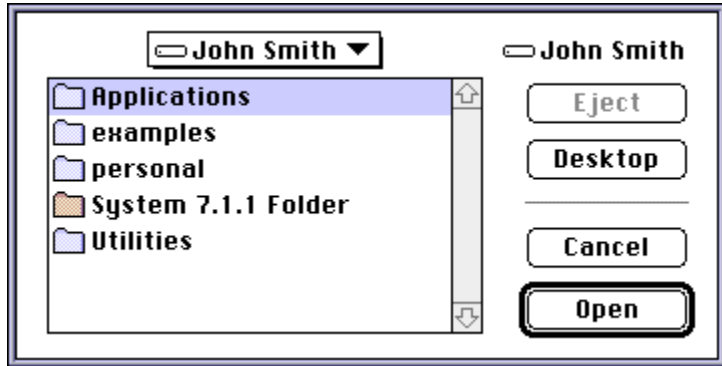 John Smith
John Smith
Applications
examples
personal
System 7.1.1 Folder
Utilities
Eject
Desktop
Cancel
Open